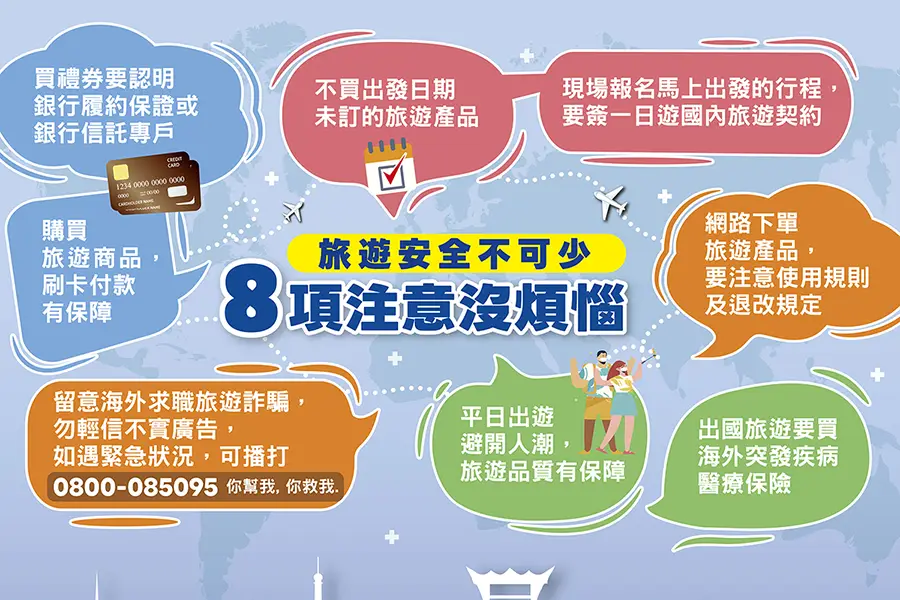 買禮券要認明
銀行履約保證或
銀行信託專戶
不買出發日期
未訂的旅遊產品
現場報名馬上出發的行程，
要簽一日遊國內旅遊契約
CREDIT
CARD
1234 0000 0000 0000
0000
00/00
CARDHOLDER NAME
購買
旅遊商品，
刷卡付款
有保障
旅遊安全不可少
8項注意沒煩惱
網路下單
旅遊產品，
要注意使用規則
及退改規定
留意海外求職旅遊詐騙，
勿輕信不實廣告，
如遇緊急狀況，可播打
0800-085095 你幫我, 你救我.
平日出遊
避開人潮，
旅遊品質有保障
出國旅遊要買
海外突發疾病
醫療保險